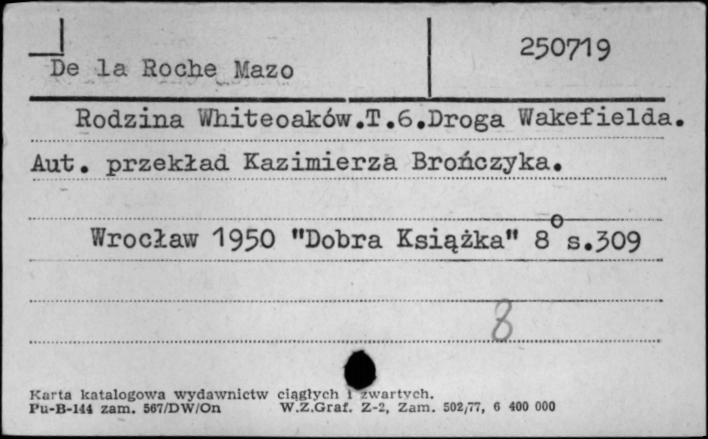 250719
De la Roche Mazo
Rodzina Whiteoaków.T.6.Droga Wakefielda.
Aut. przekład Kazimierza Brończyka.
Wrocław 1950 "Dobra Książka" 8° s.309
8
Karta katalogowa wydawnictw ciągłych i zwartych.
Pu-B-144 zam. 567/DW/On W.Z.Graf. Z-2, Zam. 502/77, 6 400 000